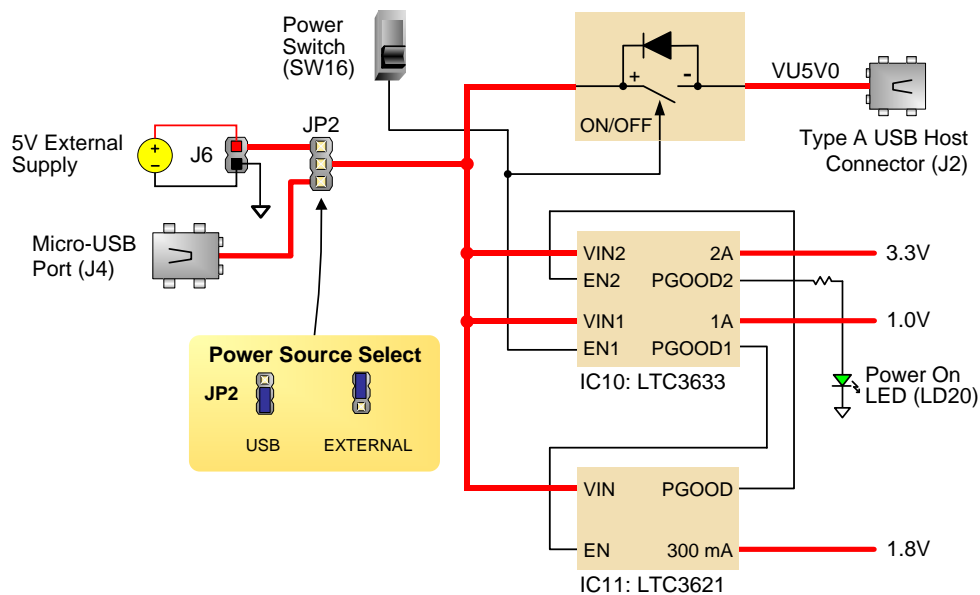 Power
Switch
(SW16)
+
-
ON/OFF
VU5V0
Type A USB Host
Connector (J2)
5V External
Supply
+
–
J6
JP2
Micro-USB
Port (J4)
VIN2
2A
3.3V
EN2
PGOOD2
VIN1
1A
1.0V
EN1
PGOOD1
IC10: LTC3633
Power On
LED (LD20)
Power Source Select
JP2
USB
EXTERNAL
VIN
PGOOD
EN
300 mA
1.8V
IC11: LTC3621